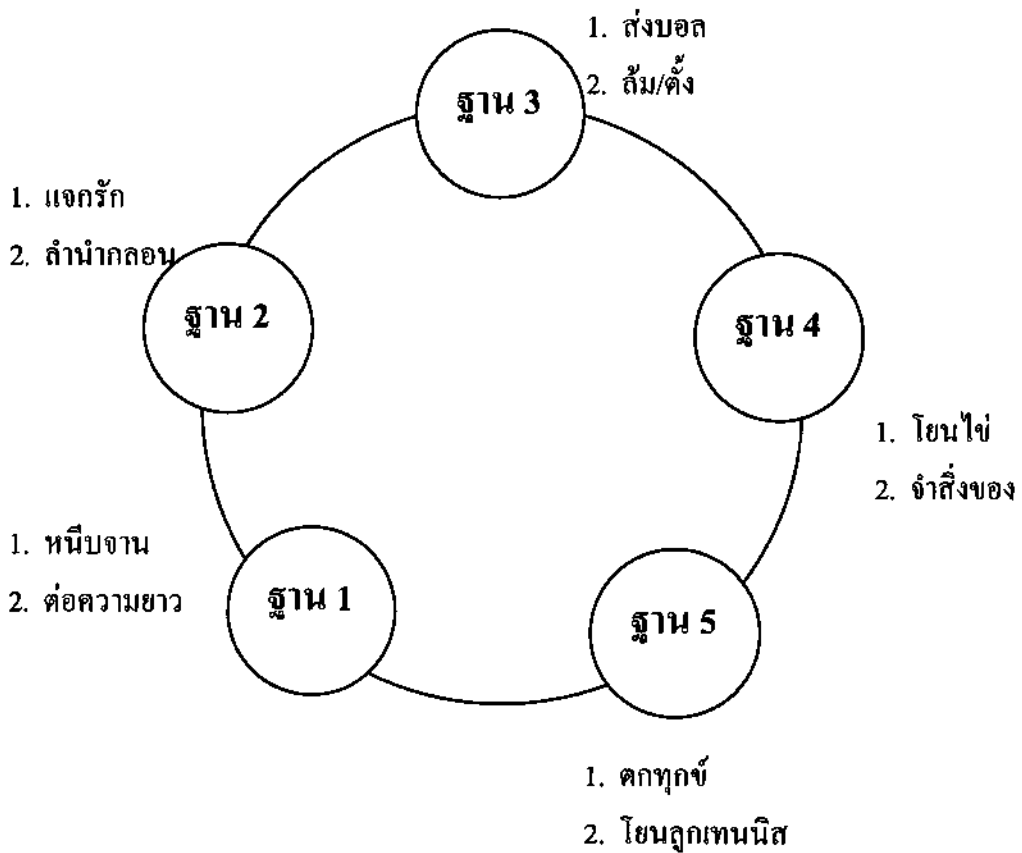 1. ส่งบอล
2. ล้ม/ตั้ง
ฐาน 3
1. แจกรัก
2. ลำนำกลอน
ฐาน 2
ฐาน 4
1. โยนไข่
2. จำสิ่งของ
1. หนีบจาน
2. ต่อความยาว
ฐาน 1
ฐาน 5
1. ตกทุกข์
2. โยนลูกเทนนิส